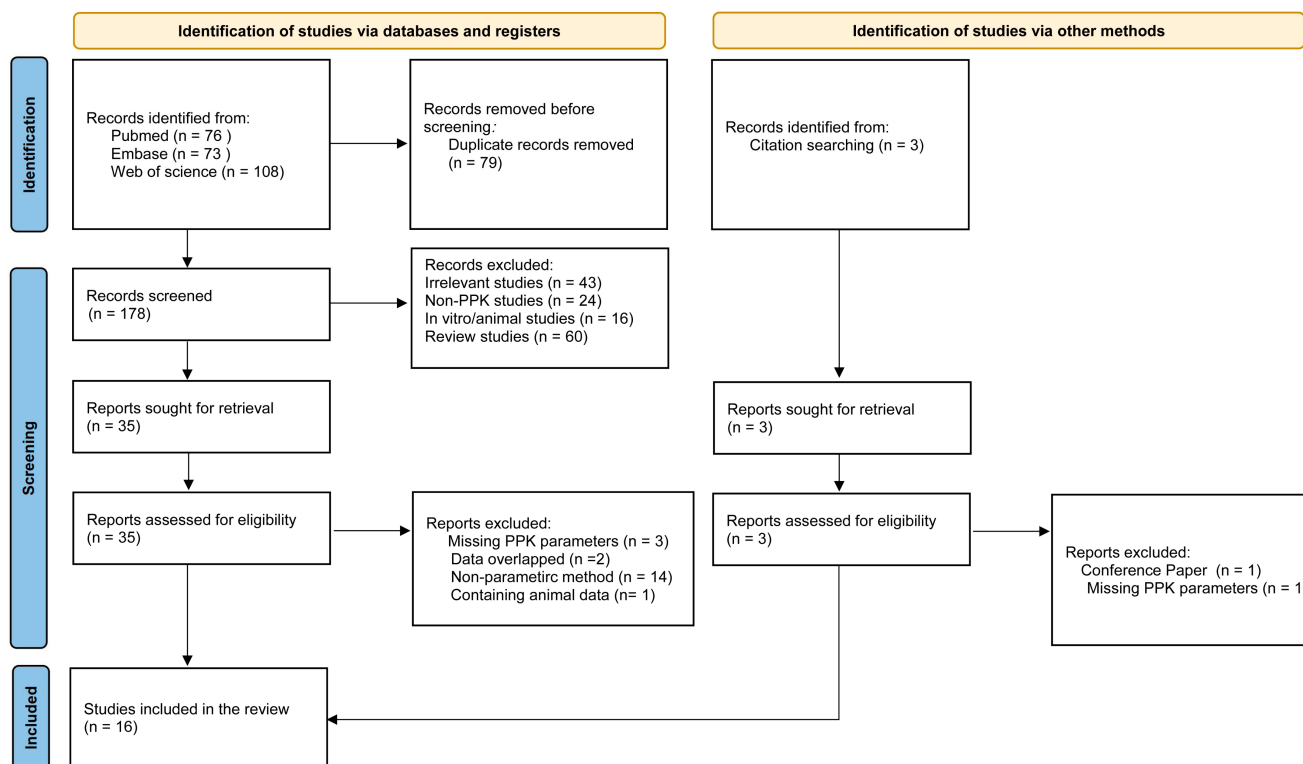 Identification of studies via databases and registers
Identification of studies via other methods
Identification
Records identified from:
Pubmed (n = 76 )
Embase (n = 73 )
Web of science (n = 108)
Records removed before
screening:
Duplicate records removed
(n = 79)
Records identified from:
Citation searching (n = 3)
Screening
Records screened
(n = 178)
Records excluded:
Irrelevant studies (n = 43)
Non-PPK studies (n = 24)
In vitro/animal studies (n = 16)
Review studies (n = 60)
Reports sought for retrieval
(n = 35)
Reports sought for retrieval
(n = 3)
Reports assessed for eligibility
(n = 35)
Reports excluded:
Missing PPK parameters (n = 3)
Data overlapped (n =2)
Non-parametirc method (n = 14)
Containing animal data (n= 1)
Reports assessed for eligibility
(n = 3)
Reports excluded:
Conference Paper (n = 1)
Missing PPK parameters (n = 1
Included
Studies included in the review
(n = 16)